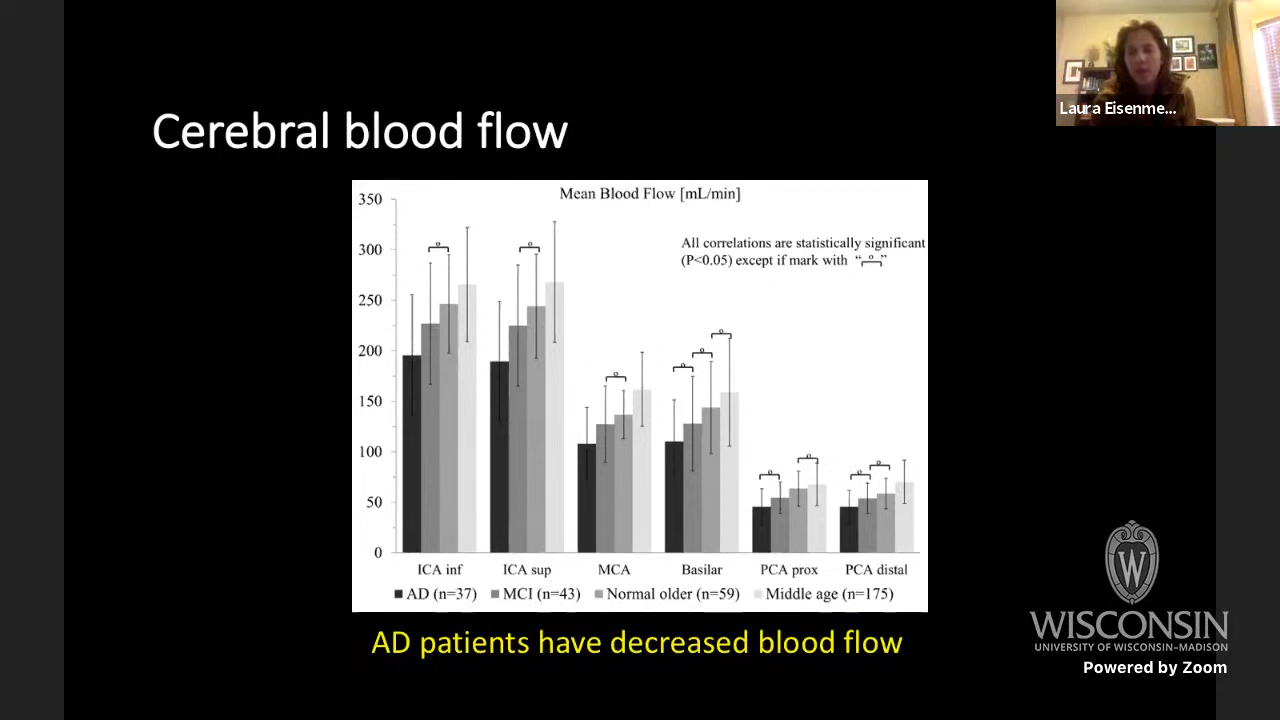 Laura Eisenme...
Cerebral blood flow
Mean Blood Flow [mL/min]
350
300
250
200
150
100
50
0
All correlations are statistically significant
(P<0.05) except if mark with “ o ”
o
o
o
o
o
o
o
o
o
o
ICA inf ICA sup MCA Basilar PCA prox PCA distal
AD (n=37) MCI (n=43) Normal older (n=59) Middle age (n=175)
AD patients have decreased blood flow
W
WISCONSIN
UNIVERSITY OF WISCONSIN–MADISON
Powered by Zoom